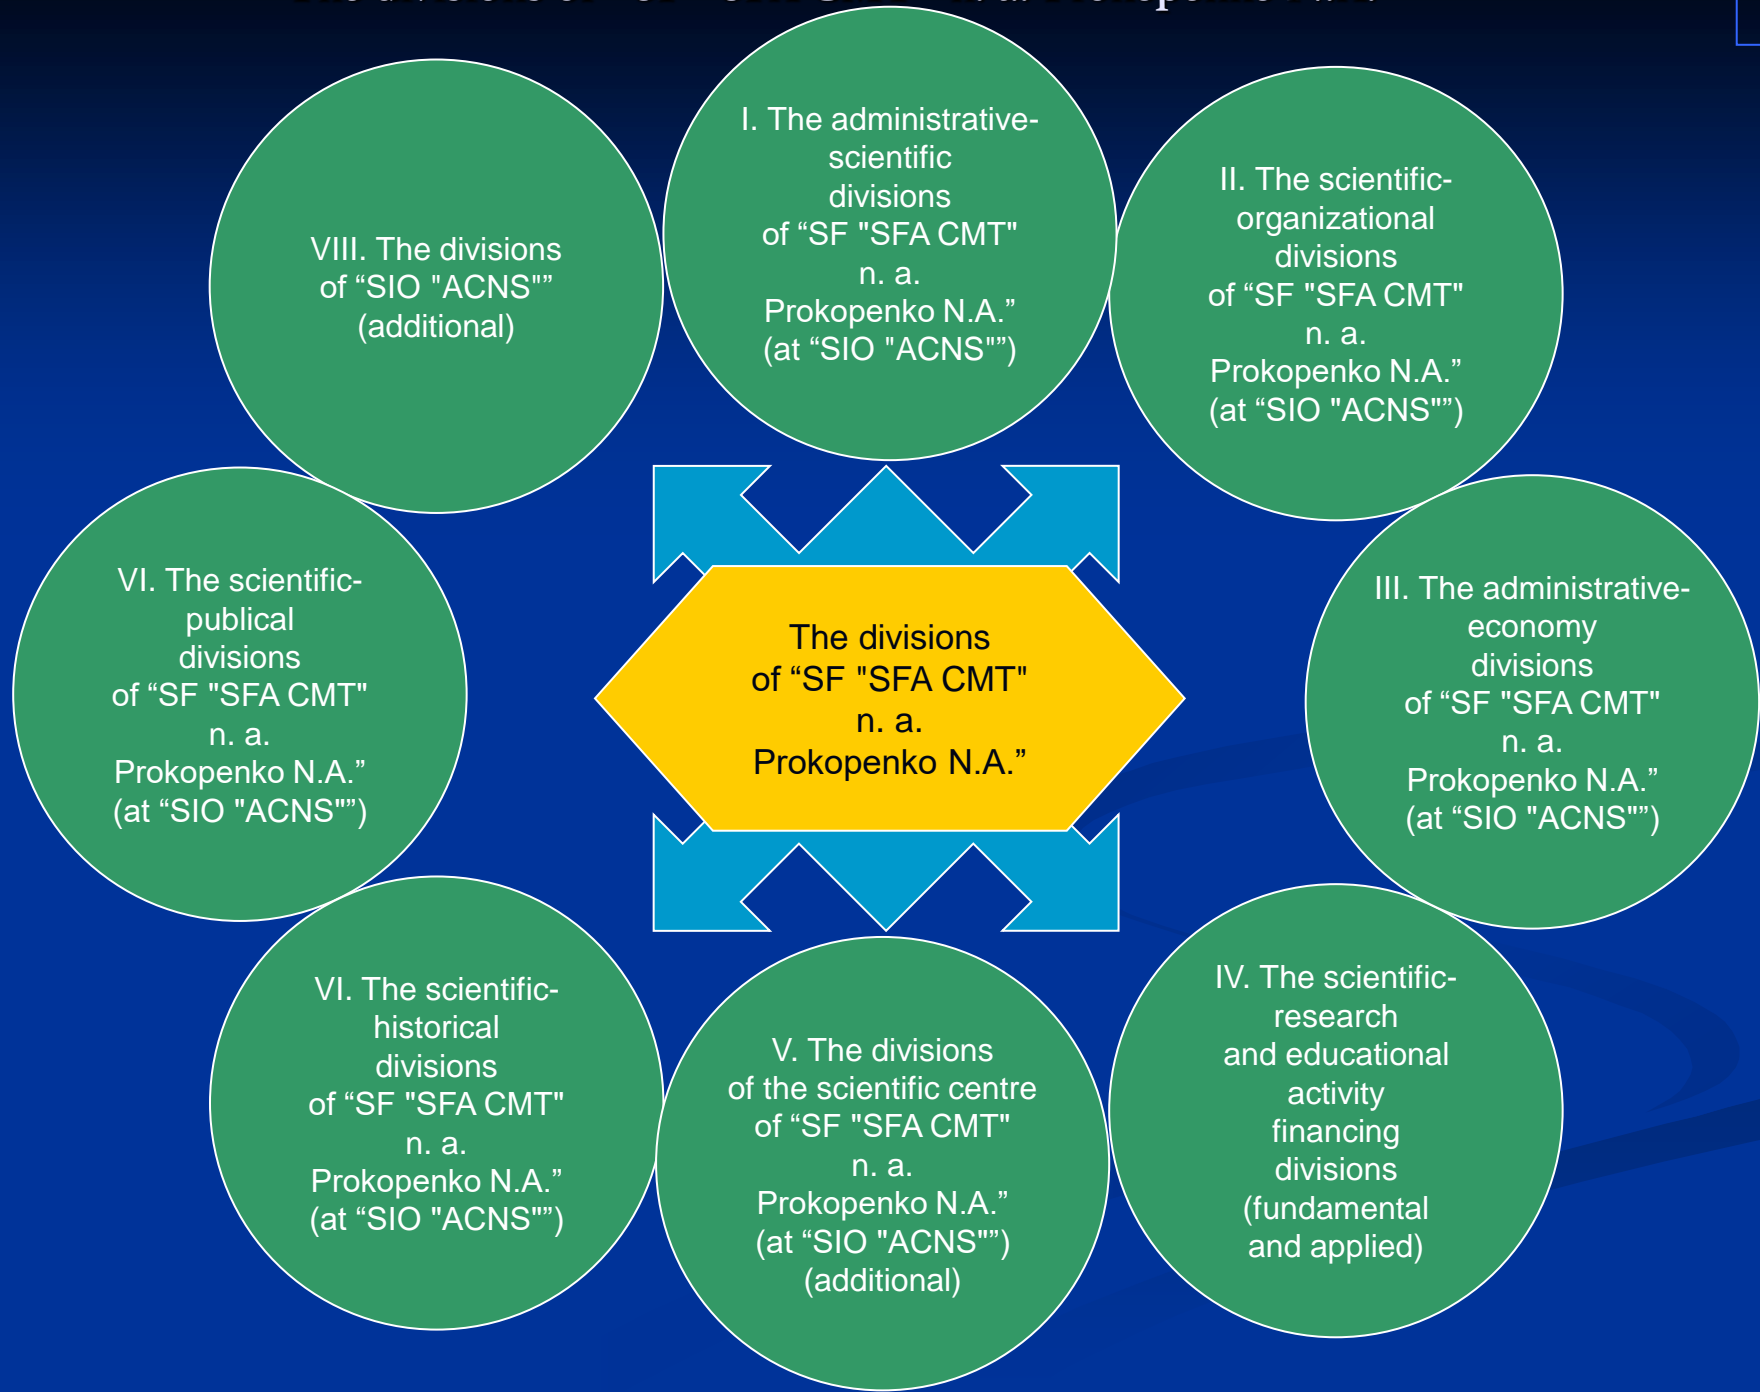 I. The administrative-
scientific
divisions
of “SF "SFA CMT"
n. a.
Prokopenko N.A.”
(at “SIO "ACNS"”)
II. The scientific-
organizational
divisions
of “SF "SFA CMT"
n. a.
Prokopenko N.A.”
(at “SIO "ACNS"”)
III. The administrative-
economy
divisions
of “SF "SFA CMT"
n. a.
Prokopenko N.A.”
(at “SIO "ACNS"”)
IV. The scientific-
research
and educational
activity
financing
divisions
(fundamental
and applied)
V. The divisions
of the scientific centre
of “SF "SFA CMT"
n. a.
Prokopenko N.A.”
(at “SIO "ACNS"”)
(additional)
VI. The scientific-
historical
divisions
of “SF "SFA CMT"
n. a.
Prokopenko N.A.”
(at “SIO "ACNS"”)
VI. The scientific-
publical
divisions
of “SF "SFA CMT"
n. a.
Prokopenko N.A.”
(at “SIO "ACNS"”)
VIII. The divisions
of “SIO "ACNS"”
(additional)
The divisions
of “SF "SFA CMT"
n. a.
Prokopenko N.A.”